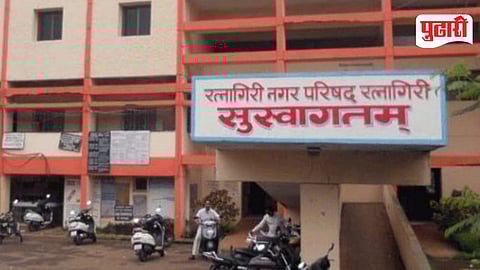 पुढारी
रत्नागिरी नगर परिषद रत्नागिरी
सुस्वागतम्